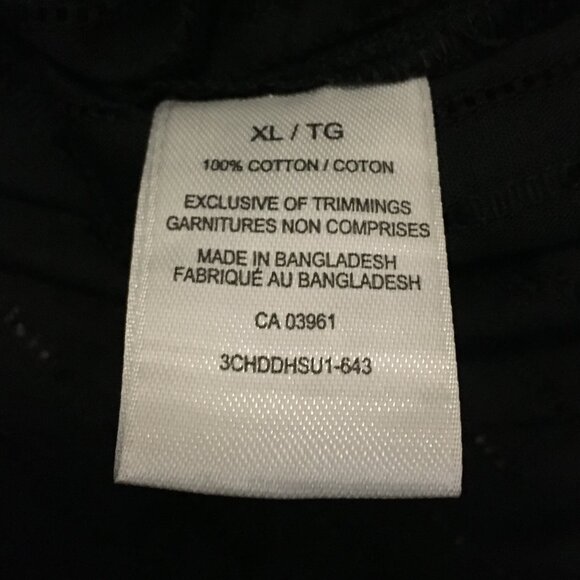 XL / TG
100% COTTON / COTON
EXCLUSIVE OF TRIMMINGS
GARNITURES NON COMPRISES
MADE IN BANGLADESH
FABRIQUÉ AU BANGLADESH
CA 03961
3CHDDHSU1-643